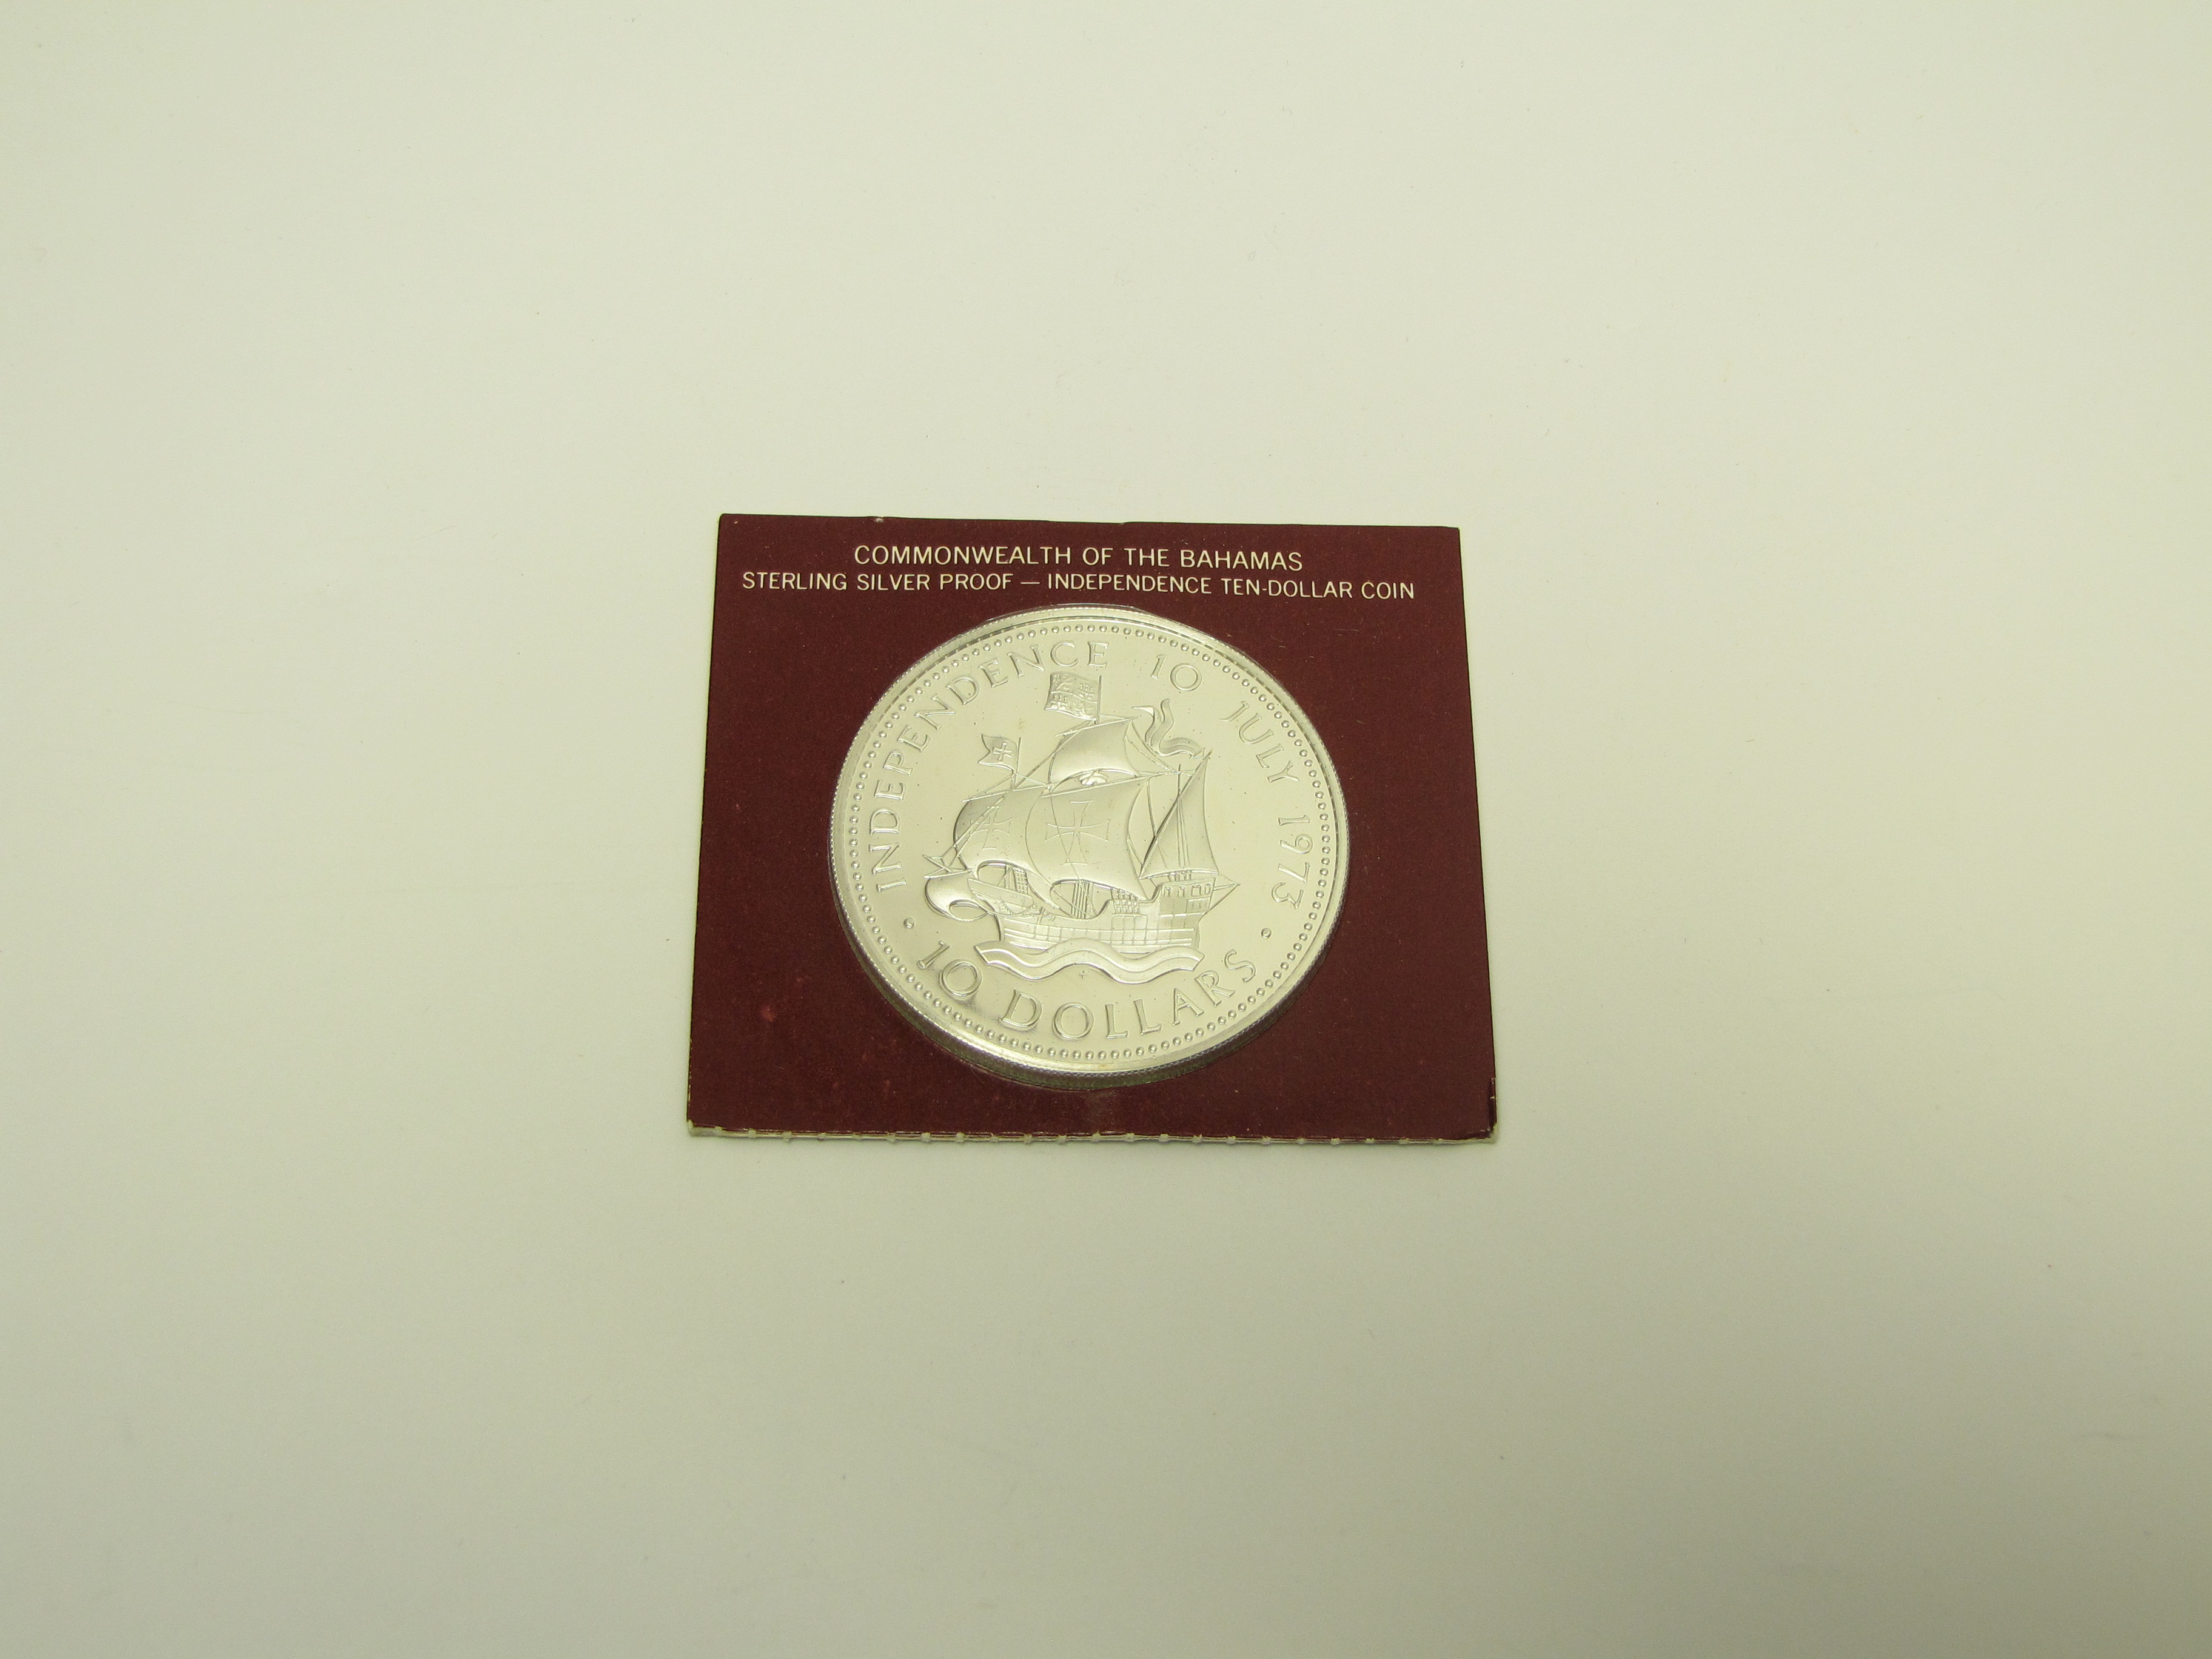 COMMONWEALTH OF THE BAHAMAS
STERLING SILVER PROOF — INDEPENDENCE TEN-DOLLAR COIN
INDEPENDENCE 10 JULY 1973
10 DOLLARS